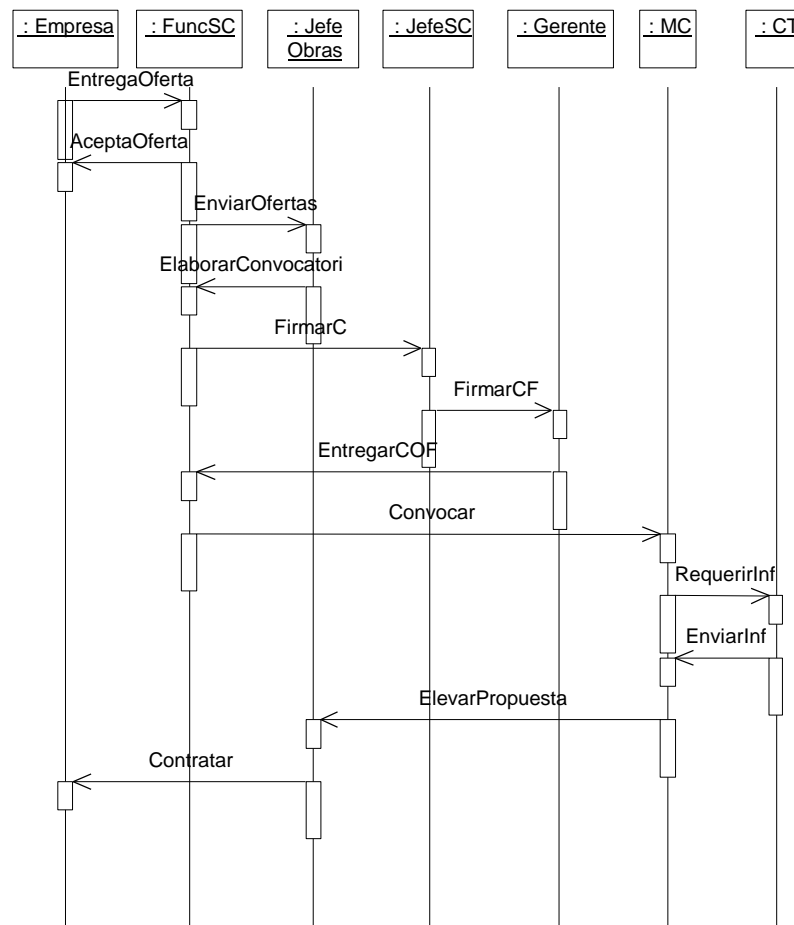 : Empresa
: FuncSC
: Jefe
Obras
: JefeSC
: Gerente
: MC
: CT
EntregaOferta
AceptaOferta
EnviarOfertas
ElaborarConvocatori
FirmarC
FirmarCF
EntregarCOF
Convocar
RequerirInf
EnviarInf
ElevarPropuesta
Contratar